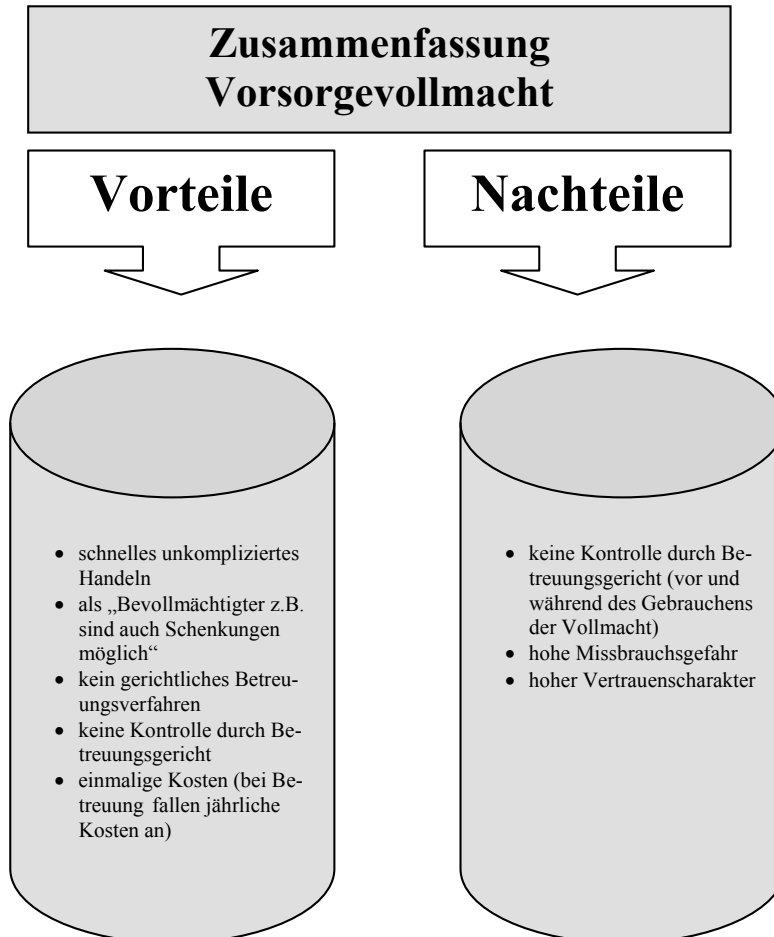 Zusammenfassung
Vorsorgevollmacht
Vorteile
Nachteile
• schnelles unkompliziertes
Handeln
• als „Bevollmächtigter z.B.
sind auch Schenkungen
möglich“
• kein gerichtliches Betreu-
ungsverfahren
• keine Kontrolle durch Be-
treuungsgericht
• einmalige Kosten (bei Be-
treuung fallen jährliche
Kosten an)
• keine Kontrolle durch Be-
treuungsgericht (vor und
während des Gebrauchens
der Vollmacht)
• hohe Missbrauchsgefahr
• hoher Vertrauenscharakter